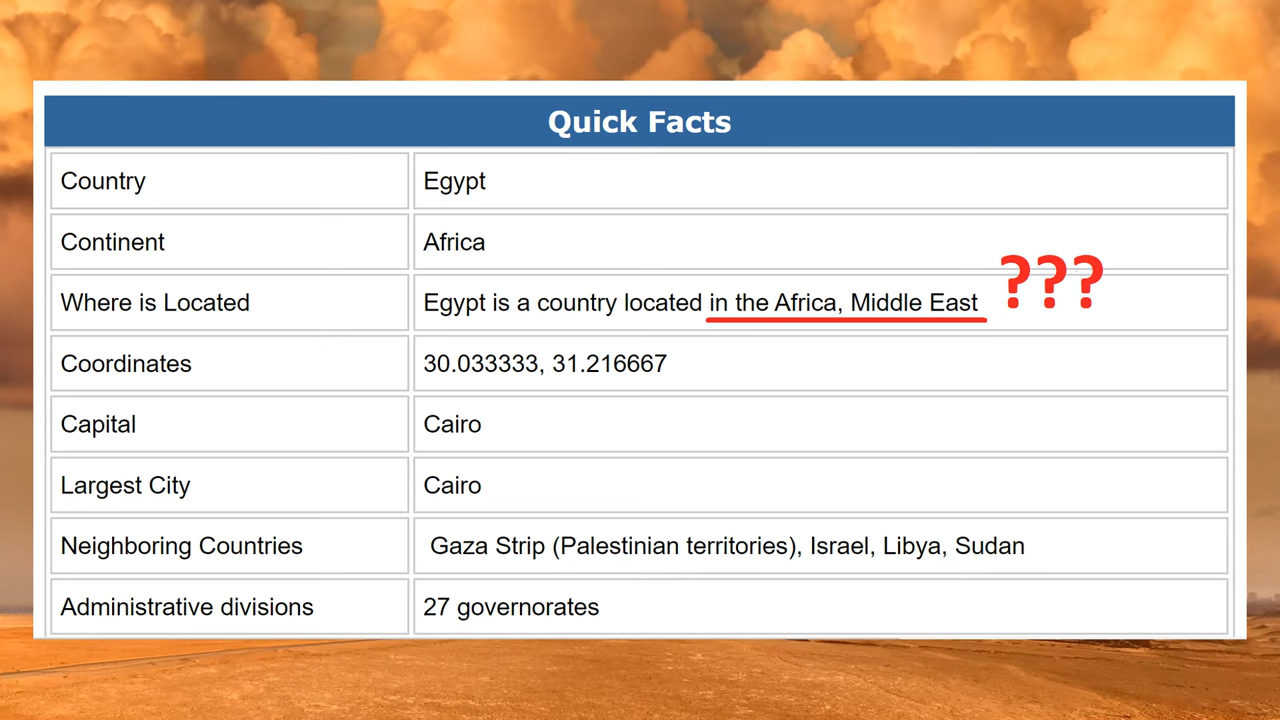 Quick Facts
Country Egypt
Continent Africa
???
Where is Located Egypt is a country located in the Africa, Middle East
Coordinates 30.033333, 31.216667
Capital Cairo
Largest City Cairo
Neighboring Countries Gaza Strip (Palestinian territories), Israel, Libya, Sudan
Administrative divisions 27 governorates